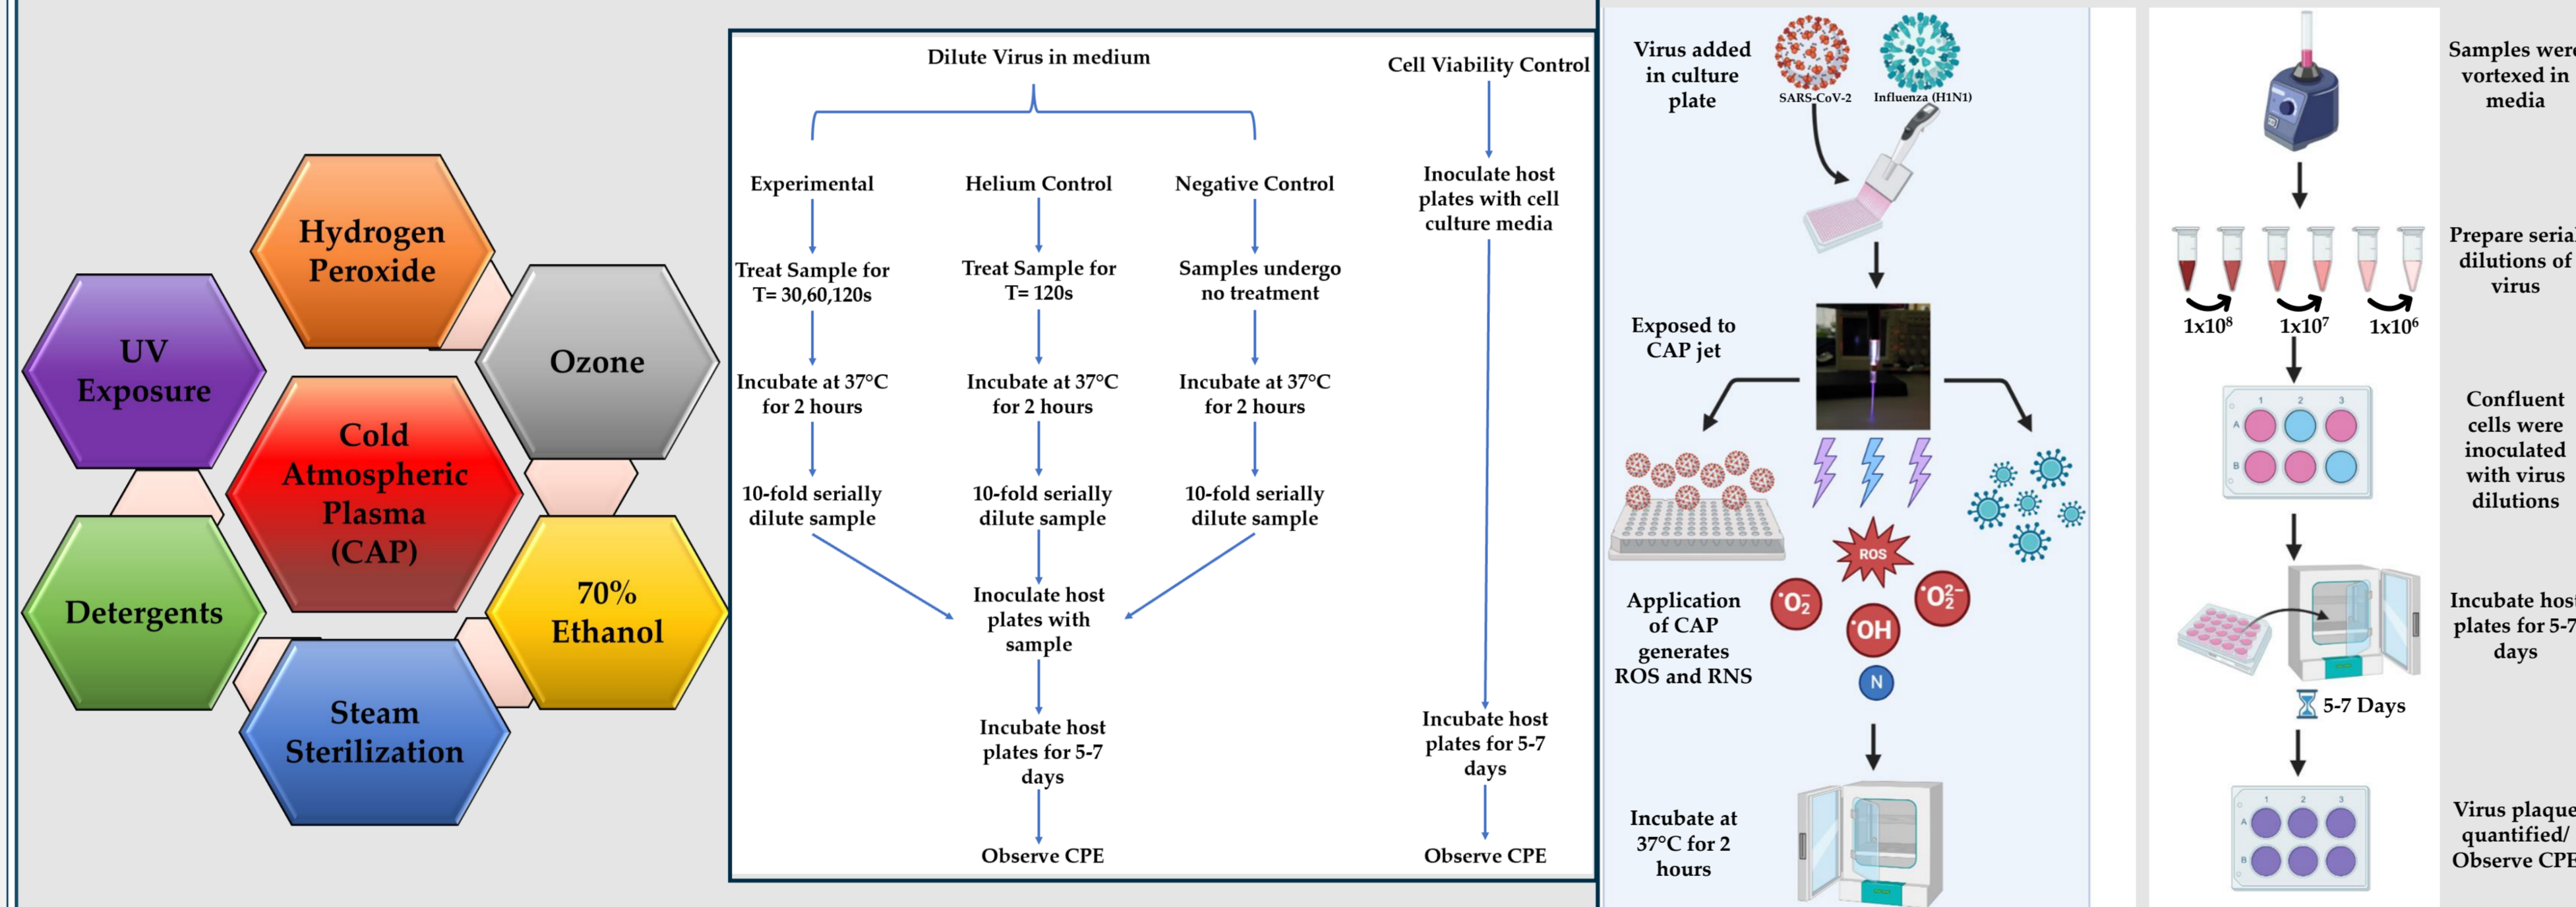 Hydrogen
Peroxide
UV
Exposure
Ozone
Cold
Atmospheric
Plasma
(CAP)
Detergents
70%
Ethanol
Steam
Sterilization
Dilute Virus in medium
Experimental
Treat Sample for
T= 30,60,120s
Incubate at 37°C
for 2 hours
10-fold serially
dilute sample
Helium Control
Treat Sample for
T= 120s
Incubate at 37°C
for 2 hours
10-fold serially
dilute sample
Negative Control
Samples undergo
no treatment
Incubate at 37°C
for 2 hours
10-fold serially
dilute sample
Inoculate host
plates with
sample
Incubate host
plates for 5-7
days
Observe CPE
Cell Viability Control
Inoculate host
plates with cell
culture media
Incubate host
plates for 5-7
days
Observe CPE
Virus added
in culture
plate
SARS-CoV-2
Influenza (H1N1)
Exposed to
CAP jet
ROS
•O₂⁻
•O₂²⁻
•OH
N
Application
of CAP
generates
ROS and RNS
Incubate at
37°C for 2
hours
Samples were
vortexed in
media
Prepare serial
dilutions of
virus
1x10⁸
1x10⁷
1x10⁶
Confluent
cells were
inoculated
with virus
dilutions
1 2 3
A
B
Incubate host
plates for 5-7
days
5-7 Days
1 2 3
A
B
Virus plaque
quantified/
Observe CPE